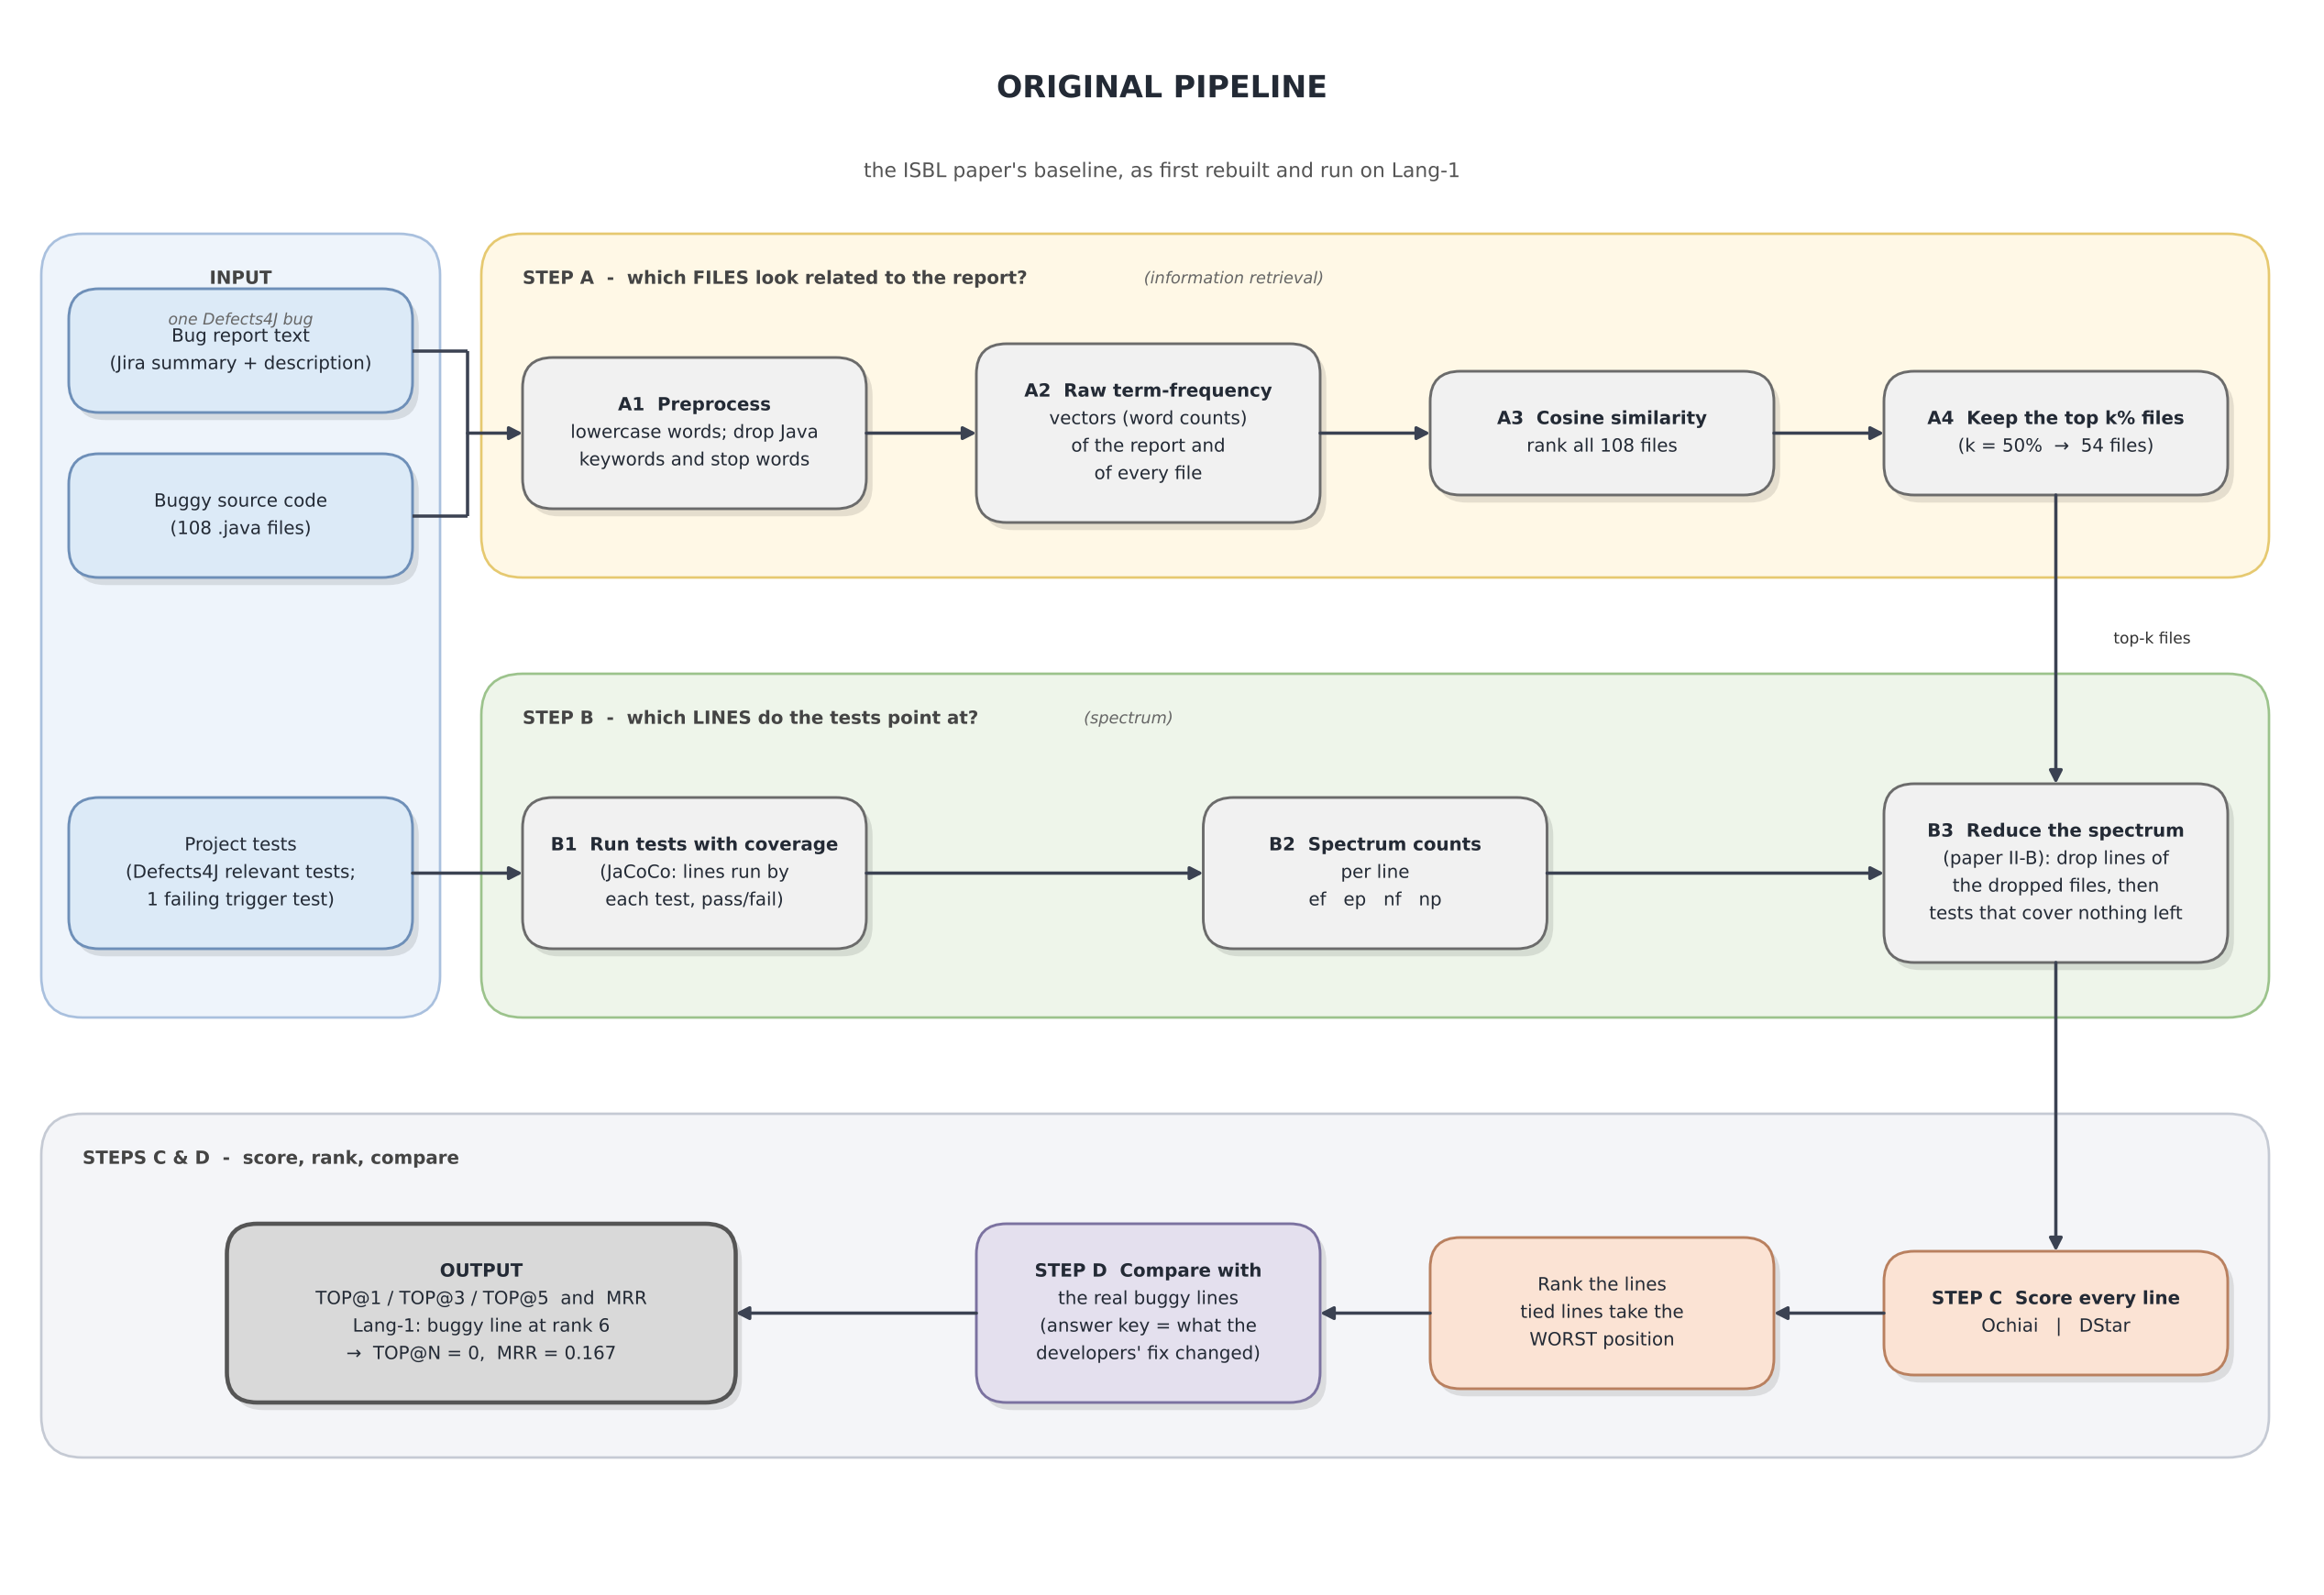 ORIGINAL PIPELINE
the ISBL paper's baseline, as first rebuilt and run on Lang-1
INPUT
one Defects4J bug
Bug report text
(Jira summary + description)
Buggy source code
(108 .java files)
Project tests
(Defects4J relevant tests;
1 failing trigger test)
STEP A - which FILES look related to the report? (information retrieval)
A1 Preprocess
lowercase words; drop Java
keywords and stop words
A2 Raw term-frequency
vectors (word counts)
of the report and
of every file
A3 Cosine similarity
rank all 108 files
A4 Keep the top k% files
(k = 50% → 54 files)
top-k files
STEP B - which LINES do the tests point at? (spectrum)
B1 Run tests with coverage
(JaCoCo: lines run by
each test, pass/fail)
B2 Spectrum counts
per line
ef ep nf np
B3 Reduce the spectrum
(paper II-B): drop lines of
the dropped files, then
tests that cover nothing left
STEPS C & D - score, rank, compare
OUTPUT
TOP@1 / TOP@3 / TOP@5 and MRR
Lang-1: buggy line at rank 6
→ TOP@N = 0, MRR = 0.167
STEP D Compare with
the real buggy lines
(answer key = what the
developers' fix changed)
Rank the lines
tied lines take the
WORST position
STEP C Score every line
Ochiai | DStar